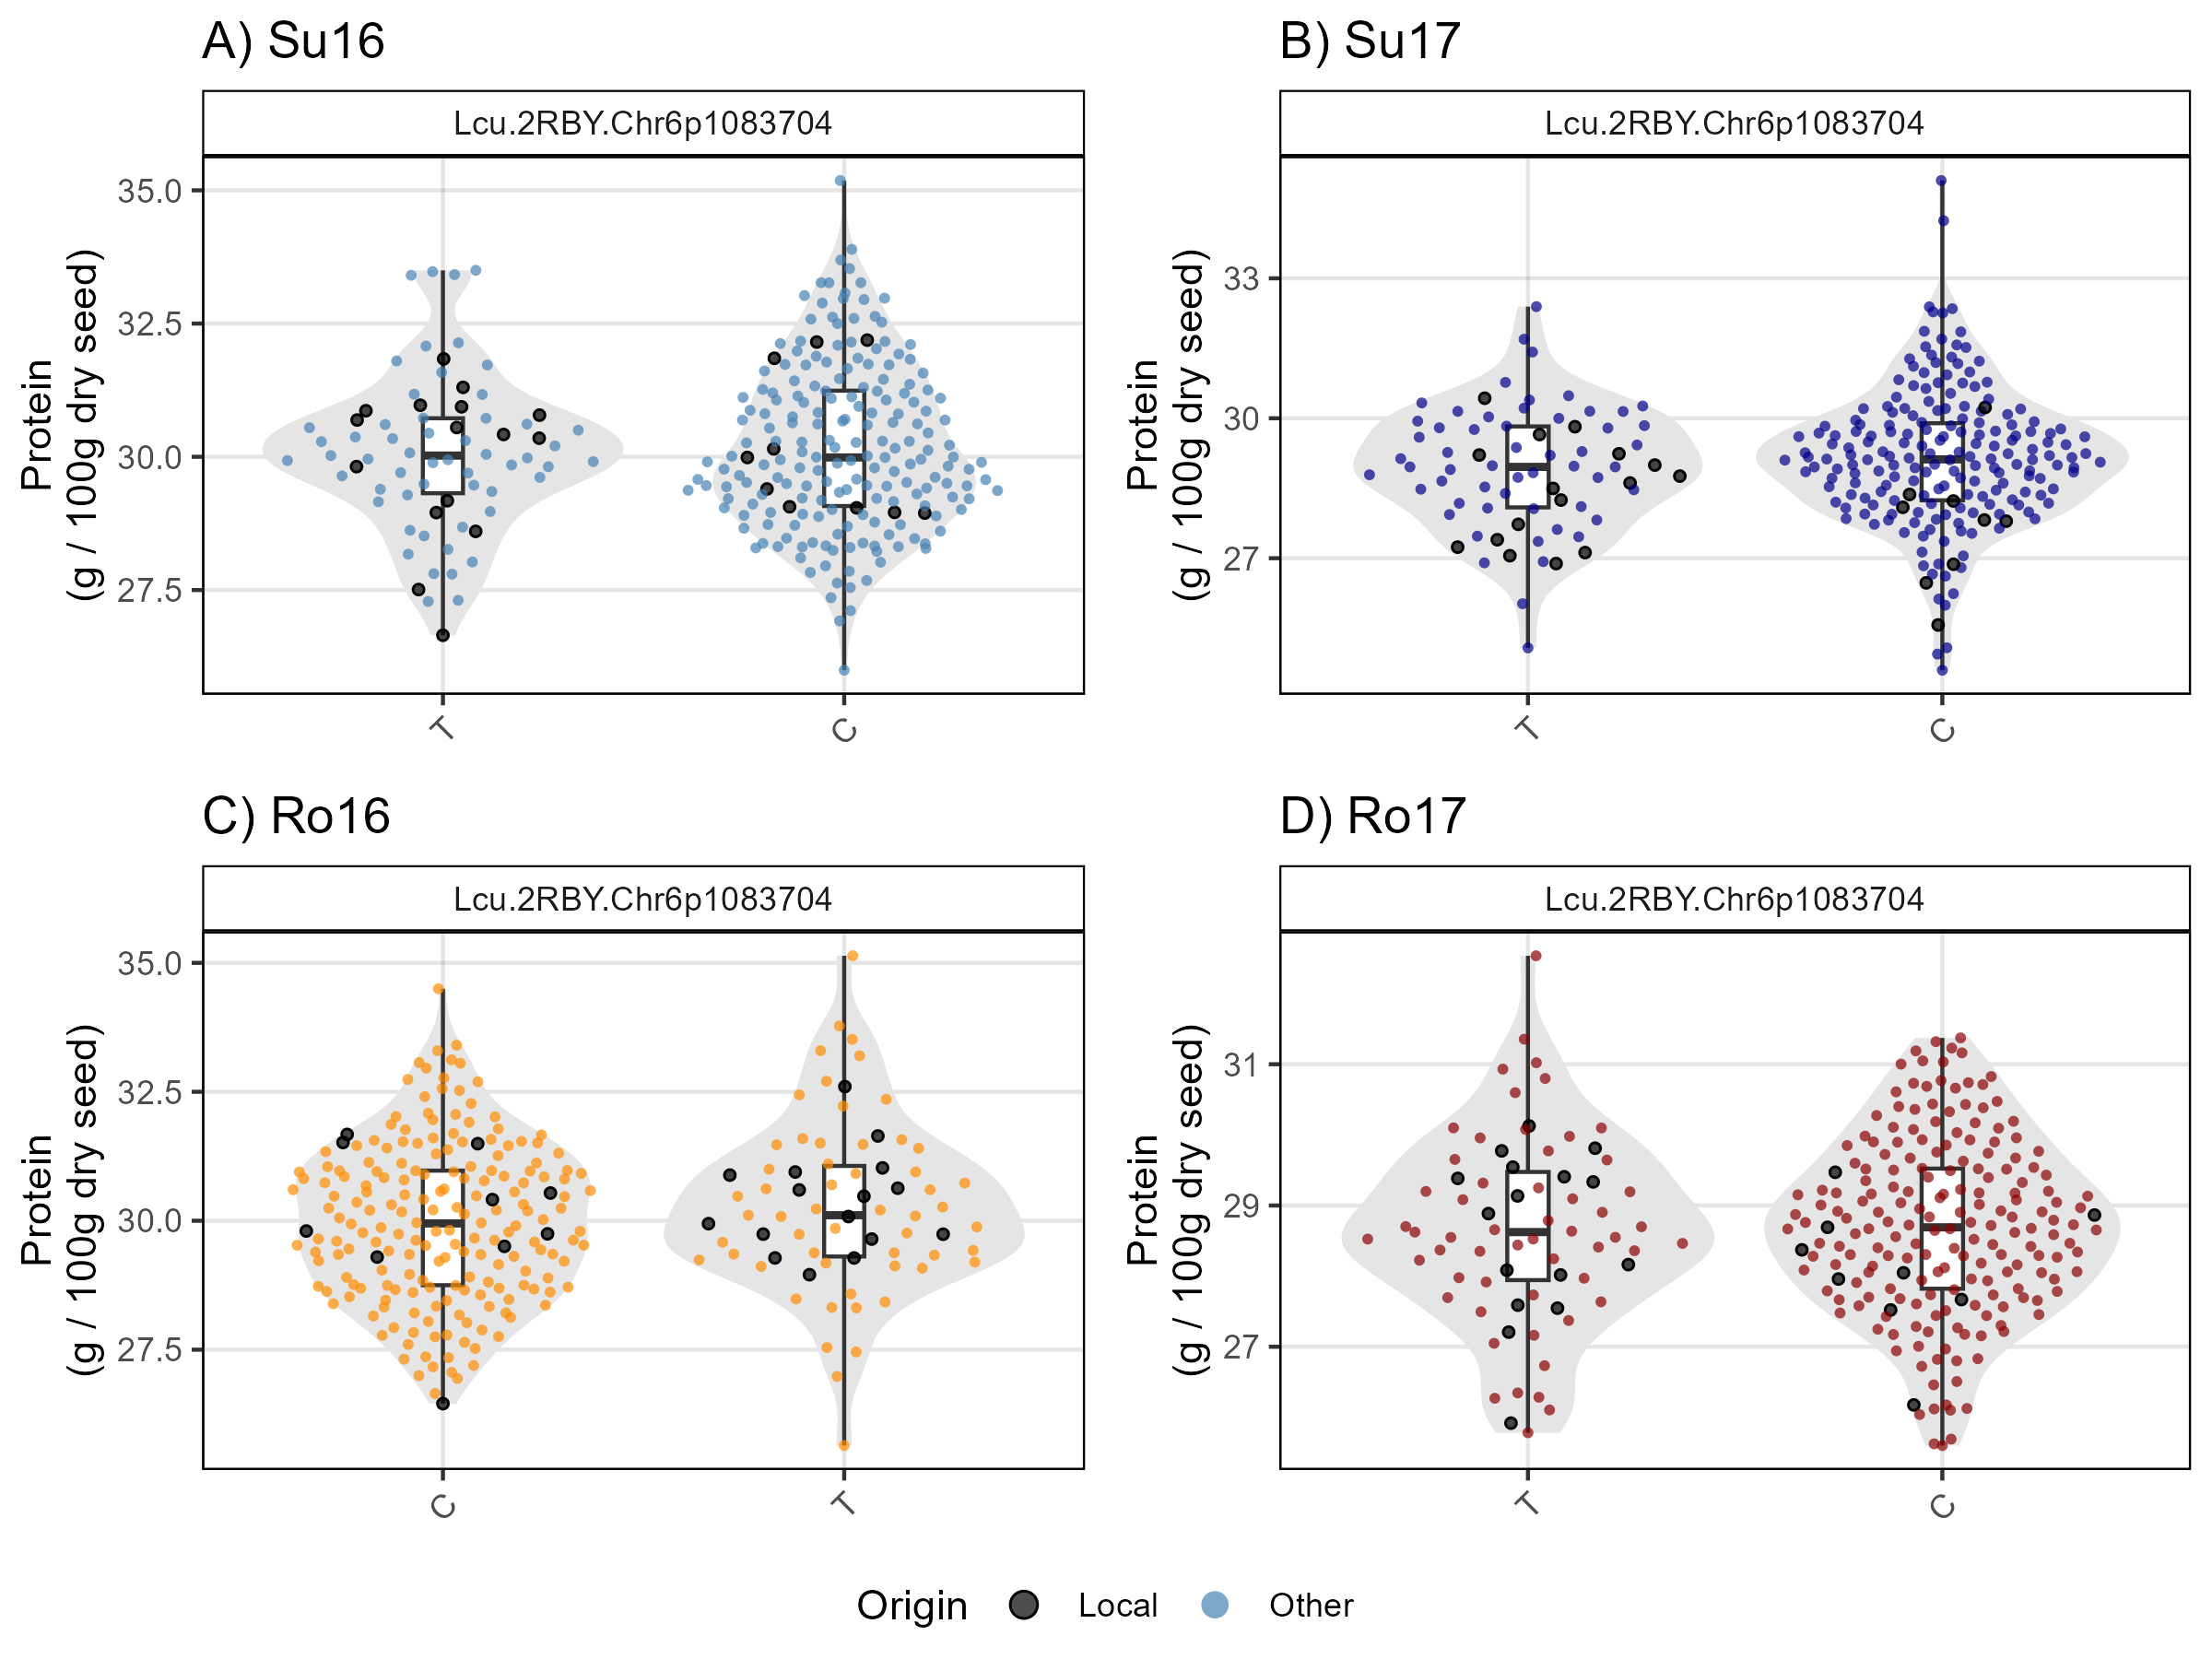 A) Su16
Lcu.2RBY.Chr6p1083704
Protein
(g / 100g dry seed)
35.0
32.5
30.0
27.5
T
C
B) Su17
Lcu.2RBY.Chr6p1083704
Protein
(g / 100g dry seed)
33
30
27
T
C
C) Ro16
Lcu.2RBY.Chr6p1083704
Protein
(g / 100g dry seed)
35.0
32.5
30.0
27.5
C
T
D) Ro17
Lcu.2RBY.Chr6p1083704
Protein
(g / 100g dry seed)
31
29
27
T
C
Origin Local Other